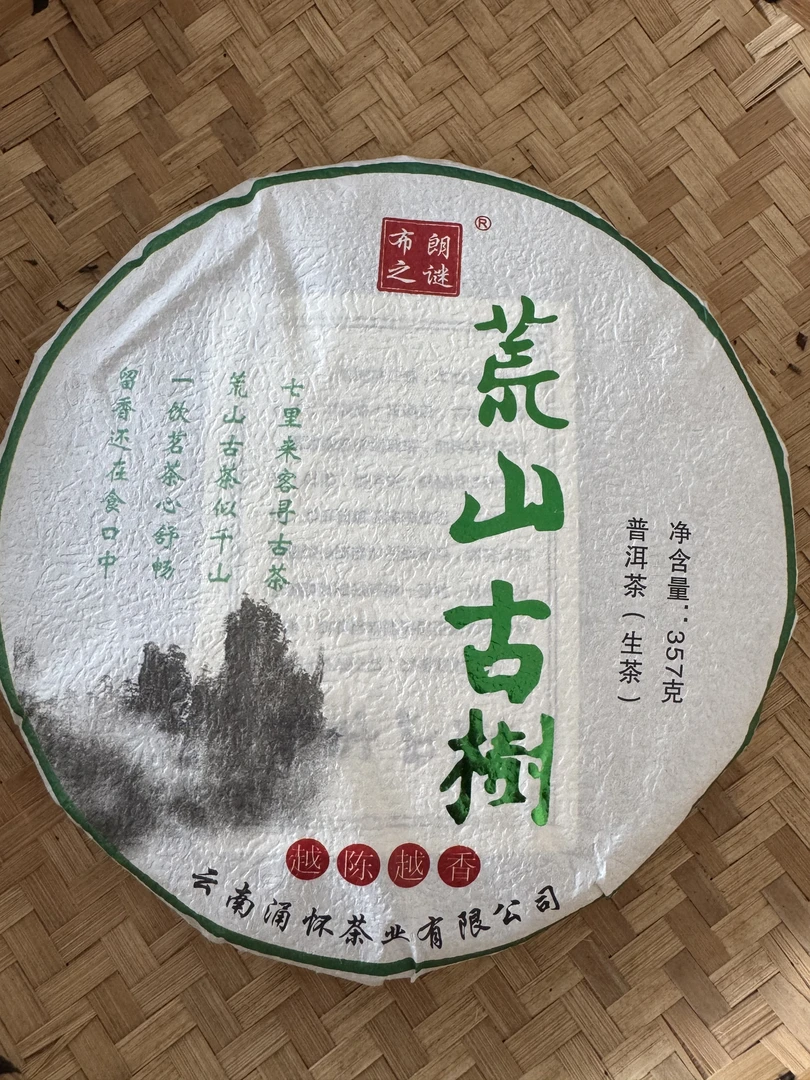 布朗
之谜
®
荒山古樹
净含量：357克
普洱茶（生茶）
七里来客寻古茶
荒山古茶似千山
一饮茗茶心舒畅
留香还在食口中
越陈越香
云南涌怀茶业有限公司